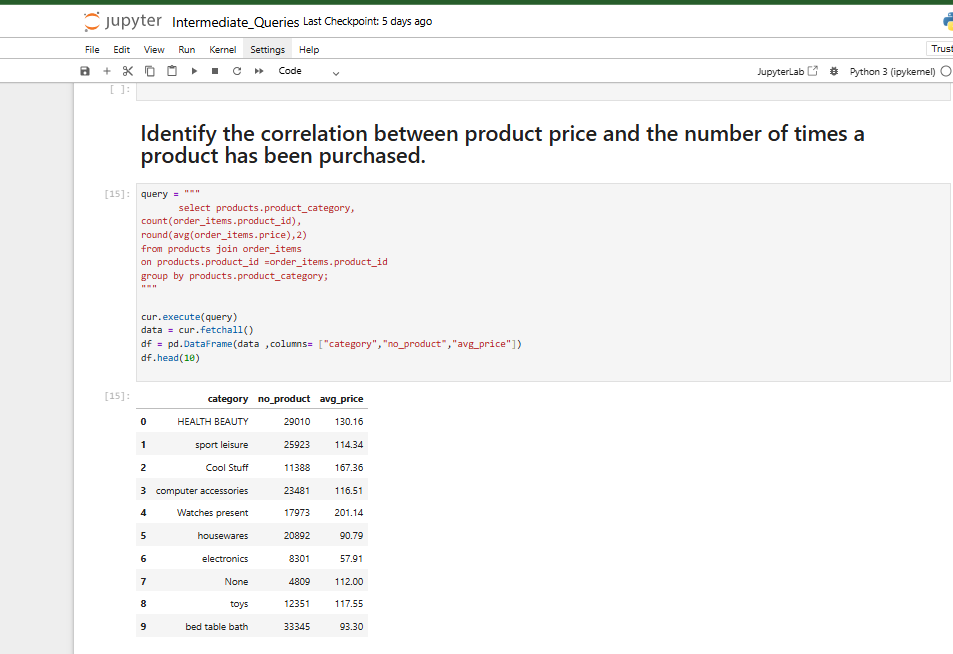 jupyter Intermediate_Queries Last Checkpoint: 5 days ago
File Edit View Run Kernel Settings Help
Trust
Code
JupyterLab Python 3 (ipykernel)
[ ]:
Identify the correlation between product price and the number of times a
product has been purchased.
[15]: query = """
select products.product_category,
count(order_items.product_id),
round(avg(order_items.price),2)
from products join order_items
on products.product_id =order_items.product_id
group by products.product_category;
"""
cur.execute(query)
data = cur.fetchall()
df = pd.DataFrame(data ,columns= ["category","no_product","avg_price"])
df.head(10)
[15]: category no_product avg_price
0 HEALTH BEAUTY 29010 130.16
1 sport leisure 25923 114.34
2 Cool Stuff 11388 167.36
3 computer accessories 23481 116.51
4 Watches present 17973 201.14
5 housewares 20892 90.79
6 electronics 8301 57.91
7 None 4809 112.00
8 toys 12351 117.55
9 bed table bath 33345 93.30